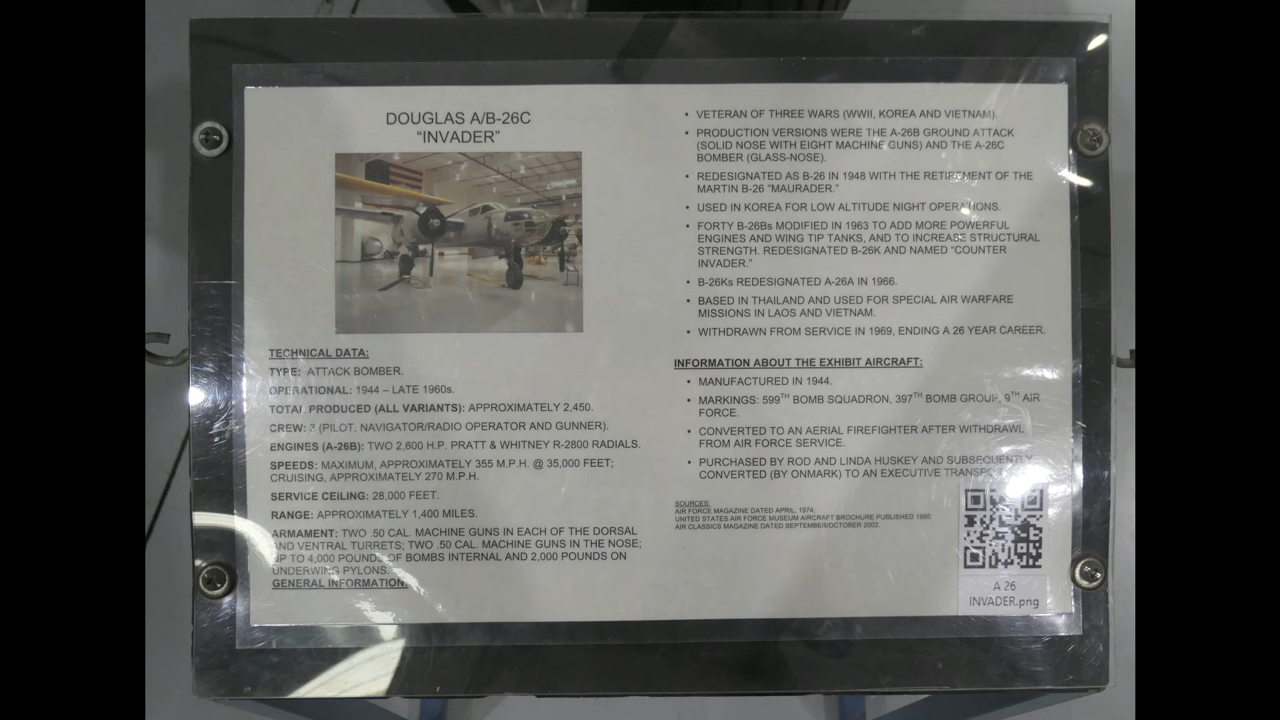 DOUGLAS A/B-26C
“INVADER”
TECHNICAL DATA:
TYPE: ATTACK BOMBER.
OPERATIONAL: 1944 – LATE 1960s.
TOTAL PRODUCED (ALL VARIANTS): APPROXIMATELY 2,450.
CREW: 3 (PILOT, NAVIGATOR/RADIO OPERATOR AND GUNNER).
ENGINES (A-26B): TWO 2,600 H.P. PRATT & WHITNEY R-2800 RADIALS.
SPEEDS: MAXIMUM, APPROXIMATELY 355 M.P.H. @ 35,000 FEET;
CRUISING, APPROXIMATELY 270 M.P.H.
SERVICE CEILING: 28,000 FEET.
RANGE: APPROXIMATELY 1,400 MILES.
ARMAMENT: TWO .50 CAL. MACHINE GUNS IN EACH OF THE DORSAL
AND VENTRAL TURRETS; TWO .50 CAL. MACHINE GUNS IN THE NOSE;
UP TO 4,000 POUNDS OF BOMBS INTERNAL AND 2,000 POUNDS ON
UNDERWING PYLONS.
GENERAL INFORMATION:
• VETERAN OF THREE WARS (WWII, KOREA AND VIETNAM).
• PRODUCTION VERSIONS WERE THE A-26B GROUND ATTACK
(SOLID NOSE WITH EIGHT MACHINE GUNS) AND THE A-26C
BOMBER (GLASS-NOSE).
• REDESIGNATED AS B-26 IN 1948 WITH THE RETIREMENT OF THE
MARTIN B-26 “MAURADER.”
• USED IN KOREA FOR LOW ALTITUDE NIGHT OPERATIONS.
• FORTY B-26Bs MODIFIED IN 1963 TO ADD MORE POWERFUL
ENGINES AND WING TIP TANKS, AND TO INCREASE STRUCTURAL
STRENGTH. REDESIGNATED B-26K AND NAMED “COUNTER
INVADER.”
• B-26Ks REDESIGNATED A-26A IN 1966.
• BASED IN THAILAND AND USED FOR SPECIAL AIR WARFARE
MISSIONS IN LAOS AND VIETNAM.
• WITHDRAWN FROM SERVICE IN 1969, ENDING A 26 YEAR CAREER.
INFORMATION ABOUT THE EXHIBIT AIRCRAFT:
• MANUFACTURED IN 1944.
• MARKINGS: 599TH BOMB SQUADRON, 397TH BOMB GROUP, 9TH AIR
FORCE.
• CONVERTED TO AN AERIAL FIREFIGHTER AFTER WITHDRAWL
FROM AIR FORCE SERVICE.
• PURCHASED BY ROD AND LINDA HUSKEY AND SUBSEQUENTLY
CONVERTED (BY ONMARK) TO AN EXECUTIVE
SOURCES:
AIR FORCE MAGAZINE DATED APRIL, 1974.
UNITED STATES AIR FORCE MUSEUM AIRCRAFT BROCHURE PUBLISHED 1995.
AIR CLASSICS MAGAZINE DATED SEPTEMBER/OCTOBER 2002.
A 26
INVADER.png